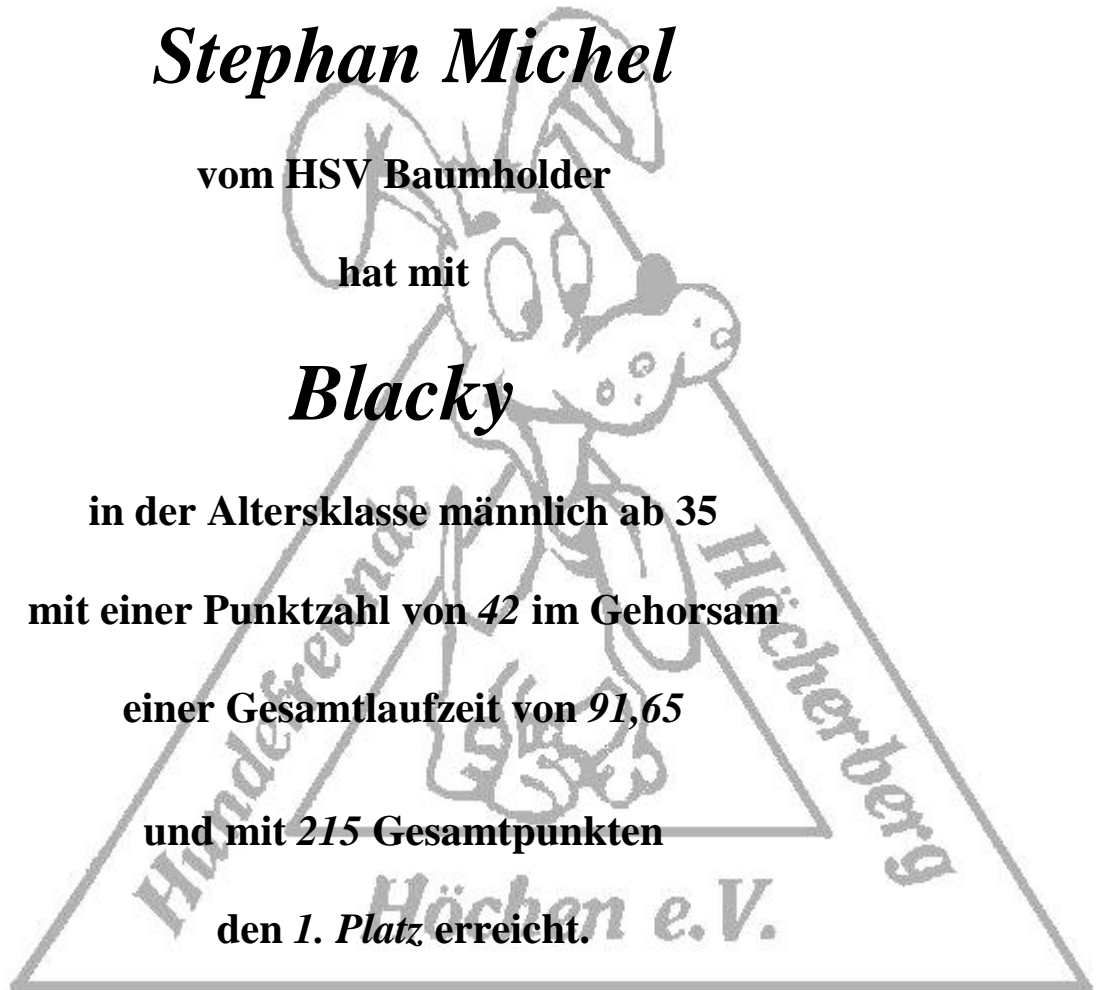 Stephan Michel
vom HSV Baumholder
hat mit
Blacky
in der Altersklasse männlich ab 35
mit einer Punktzahl von 42 im Gehorsam
einer Gesamtlaufzeit von 91,65
und mit 215 Gesamtpunkten
den 1. Platz erreicht.
Hundefreunde
Höcherberg
Höchen e.V.